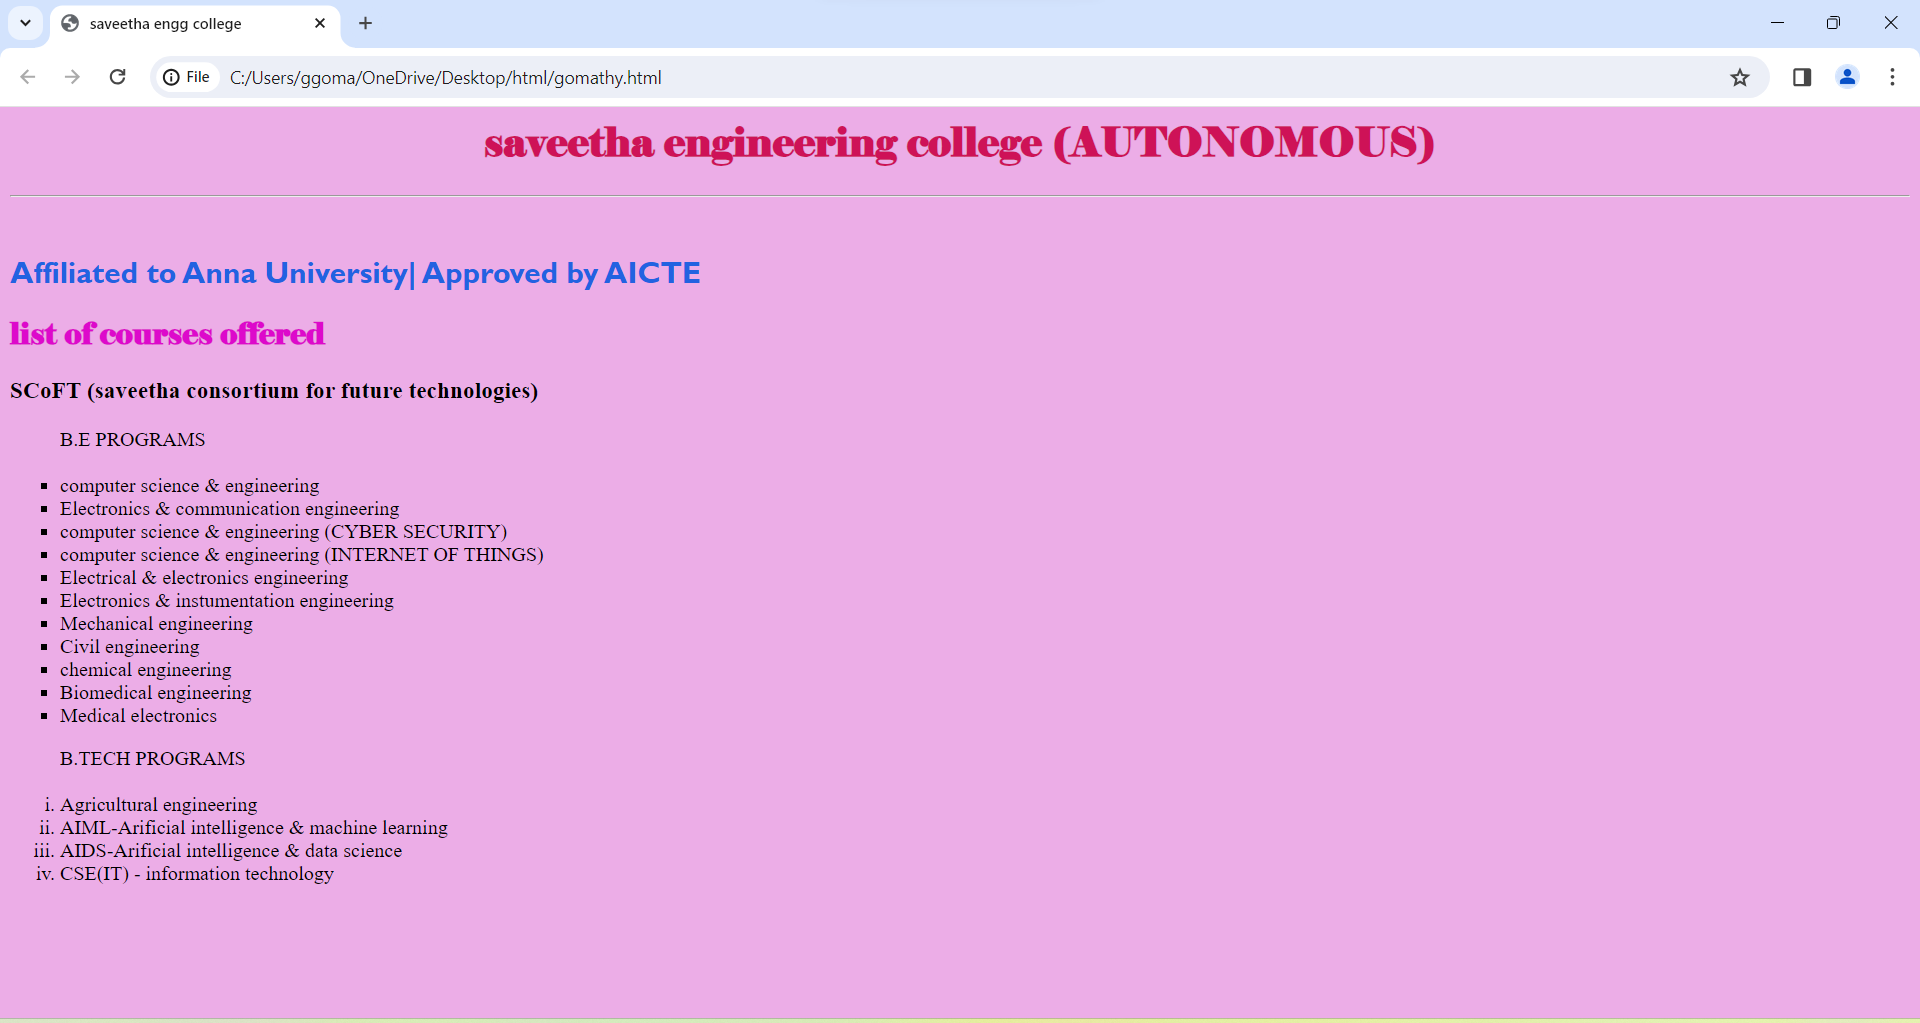 saveetha engg college
File
C:/Users/ggoma/OneDrive/Desktop/html/gomathy.html
saveetha engineering college (AUTONOMOUS)
Affiliated to Anna University| Approved by AICTE
list of courses offered
SCoFT (saveetha consortium for future technologies)
B.E PROGRAMS
▪ computer science & engineering
▪ Electronics & communication engineering
▪ computer science & engineering (CYBER SECURITY)
▪ computer science & engineering (INTERNET OF THINGS)
▪ Electrical & electronics engineering
▪ Electronics & instumentation engineering
▪ Mechanical engineering
▪ Civil engineering
▪ chemical engineering
▪ Biomedical engineering
▪ Medical electronics
B.TECH PROGRAMS
i. Agricultural engineering
ii. AIML-Arificial intelligence & machine learning
iii. AIDS-Arificial intelligence & data science
iv. CSE(IT) - information technology